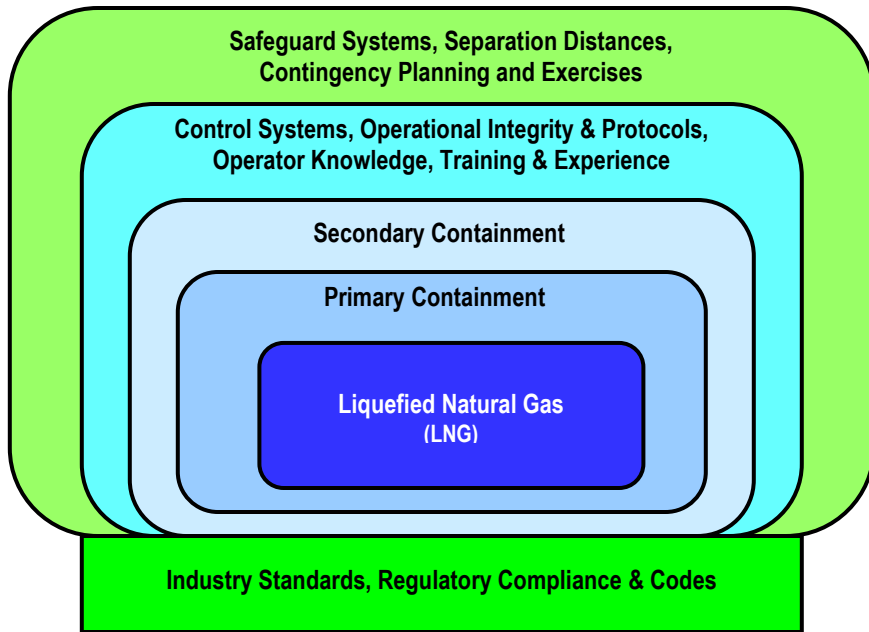 Safeguard Systems, Separation Distances,
Contingency Planning and Exercises
Control Systems, Operational Integrity & Protocols,
Operator Knowledge, Training & Experience
Secondary Containment
Primary Containment
Liquefied Natural Gas
(LNG)
Industry Standards, Regulatory Compliance & Codes